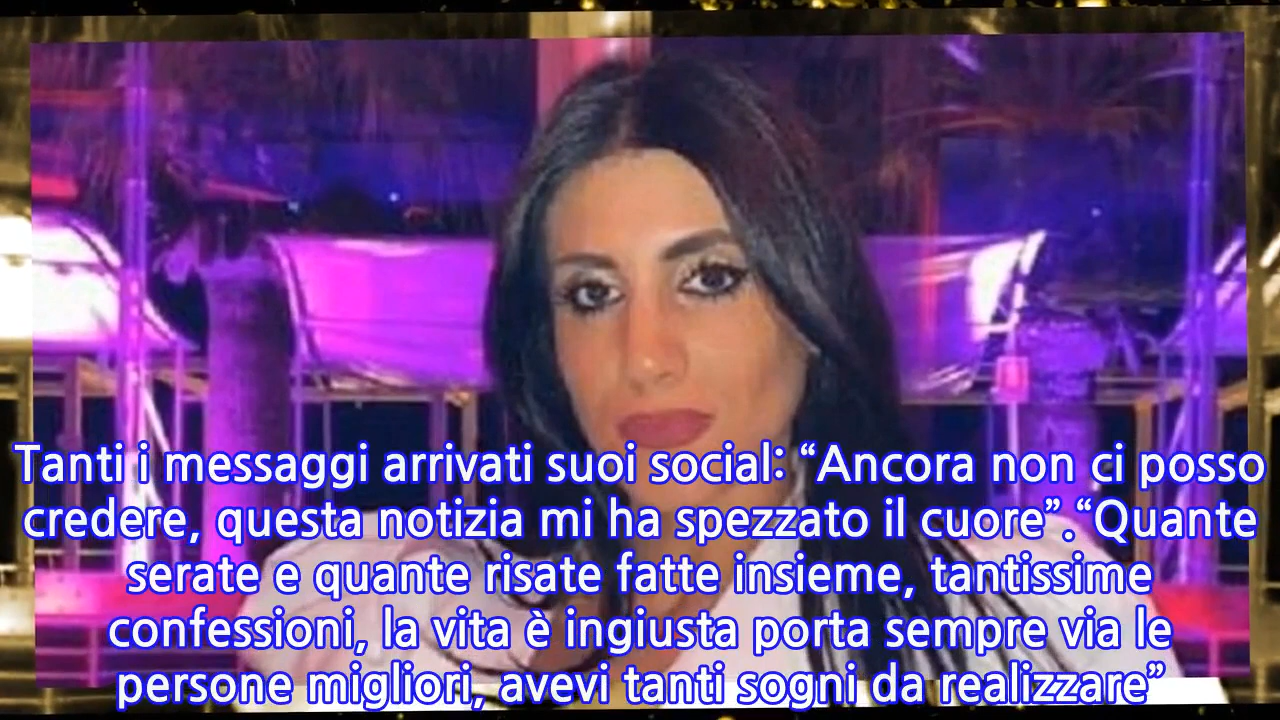 Tanti i messaggi arrivati suoi social: “Ancora non ci posso
credere, questa notizia mi ha spezzato il cuore”.“Quante
serate e quante risate fatte insieme, tantissime
confessioni, la vita è ingiusta porta sempre via le
persone migliori, avevi tanti sogni da realizzare”